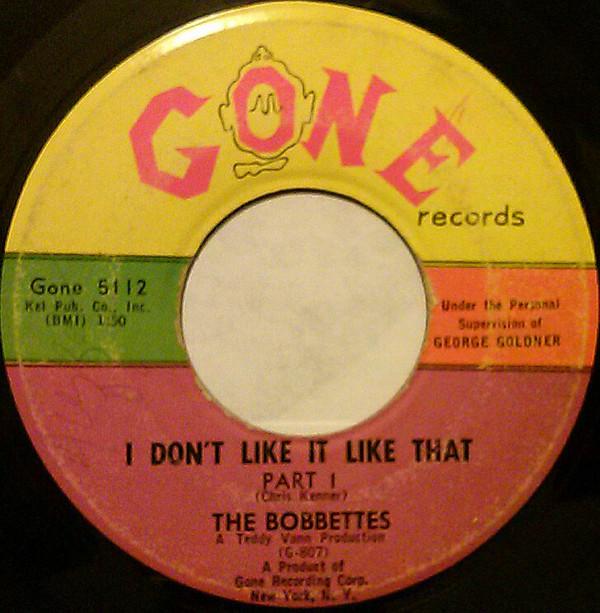 GONE
records
Gone 5112
Kel Pub. Co., Inc.
(BMI) 1:50
Under the Personal
Supervision of
GEORGE GOLDNER
I DON'T LIKE IT LIKE THAT
PART 1
(Chris Kenner)
THE BOBBETTES
A Teddy Vann Production
(G-807)
A Product of
Gone Recording Corp.
New York, N. Y.